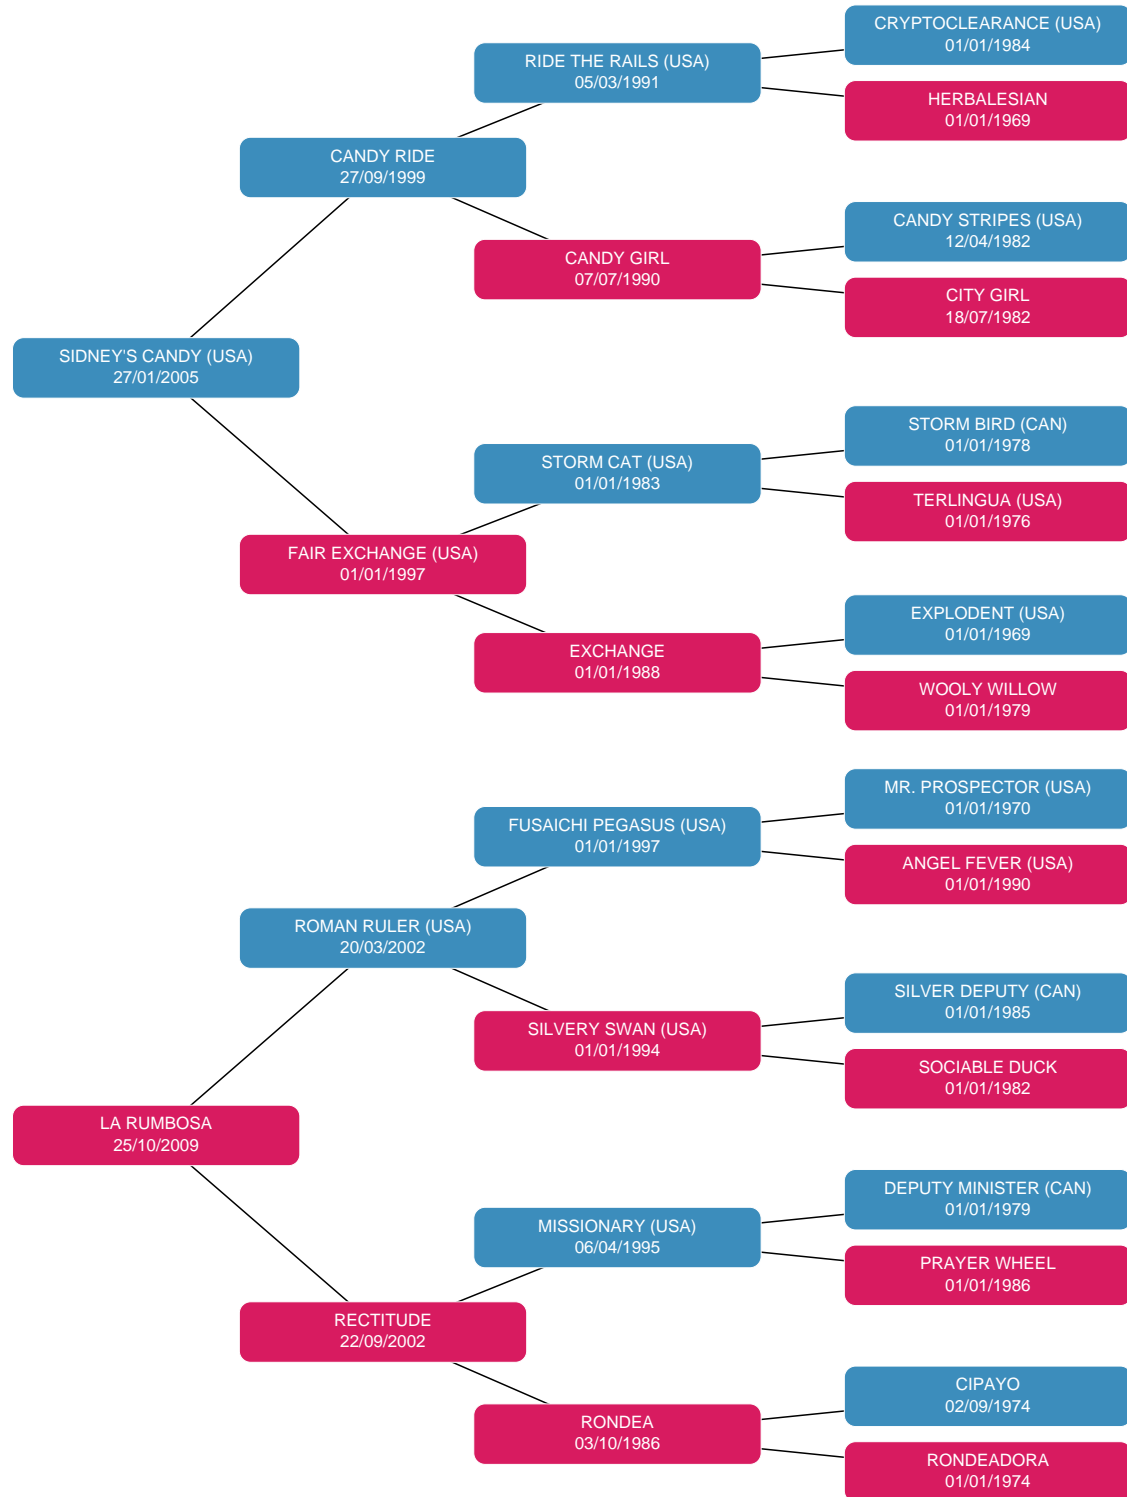 CRYPTOCLEARANCE (USA)
01/01/1984
RIDE THE RAILS (USA)
05/03/1991
HERBALESIAN
01/01/1969
CANDY RIDE
27/09/1999
CANDY STRIPES (USA)
12/04/1982
CANDY GIRL
07/07/1990
CITY GIRL
18/07/1982
SIDNEY'S CANDY (USA)
27/01/2005
STORM BIRD (CAN)
01/01/1978
STORM CAT (USA)
01/01/1983
TERLINGUA (USA)
01/01/1976
FAIR EXCHANGE (USA)
01/01/1997
EXPLODENT (USA)
01/01/1969
EXCHANGE
01/01/1988
WOOLY WILLOW
01/01/1979
MR. PROSPECTOR (USA)
01/01/1970
FUSAICHI PEGASUS (USA)
01/01/1997
ANGEL FEVER (USA)
01/01/1990
ROMAN RULER (USA)
20/03/2002
SILVER DEPUTY (CAN)
01/01/1985
SILVERY SWAN (USA)
01/01/1994
SOCIABLE DUCK
01/01/1982
LA RUMBOSA
25/10/2009
DEPUTY MINISTER (CAN)
01/01/1979
MISSIONARY (USA)
06/04/1995
PRAYER WHEEL
01/01/1986
RECTITUDE
22/09/2002
CIPAYO
02/09/1974
RONDEA
03/10/1986
RONDEADORA
01/01/1974